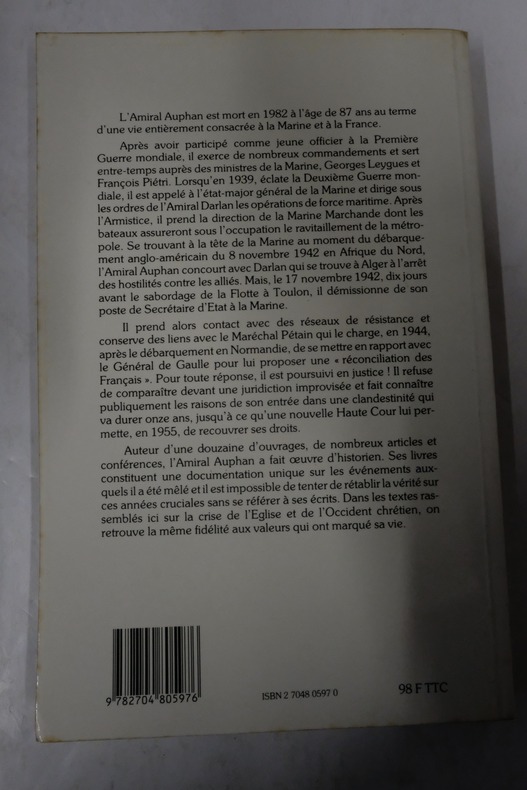 L'Amiral Auphan est mort en 1982 à l'âge de 87 ans au terme
d'une vie entièrement consacrée à la Marine et à la France.
Après avoir participé comme jeune officier à la Première
Guerre mondiale, il exerce de nombreux commandements et sert
entre-temps auprès des ministres de la Marine, Georges Leygues et
François Piétri. Lorsqu'en 1939, éclate la Deuxième Guerre mon-
diale, il est appelé à l'état-major général de la Marine et dirige sous
les ordres de l'Amiral Darlan les opérations de force maritime. Après
l'Armistice, il prend la direction de la Marine Marchande dont les
bateaux assureront sous l'occupation le ravitaillement de la métro-
pole. Se trouvant à la tête de la Marine au moment du débarque-
ment anglo-américain du 8 novembre 1942 en Afrique du Nord,
l'Amiral Auphan concourt avec Darlan qui se trouve à Alger à l'arrêt
des hostilités contre les alliés. Mais, le 17 novembre 1942, dix jours
avant le sabordage de la Flotte à Toulon, il démissionne de son
poste de Secrétaire d'Etat à la Marine.
Il prend alors contact avec des réseaux de résistance et
conserve des liens avec le Maréchal Pétain qui le charge, en 1944,
après le débarquement en Normandie, de se mettre en rapport avec
le Général de Gaulle pour lui proposer une « réconciliation des
Français ». Pour toute réponse, il est poursuivi en justice ! Il refuse
de comparaître devant une juridiction improvisée et fait connaître
publiquement les raisons de son entrée dans une clandestinité qui
va durer onze ans, jusqu'à ce qu'une nouvelle Haute Cour lui per-
mette, en 1955, de recouvrer ses droits.
Auteur d'une douzaine d'ouvrages, de nombreux articles et
conférences, l'Amiral Auphan a fait œuvre d'historien. Ses livres
constituent une documentation unique sur les événements aux-
quels il a été mêlé et il est impossible de tenter de rétablir la vérité sur
ces années cruciales sans se référer à ses écrits. Dans les textes ras-
semblés ici sur la crise de l'Eglise et de l'Occident chrétien, on
retrouve la même fidélité aux valeurs qui ont marqué sa vie.
9 782704 805976
ISBN 2 7048 0597 0
98 F TTC